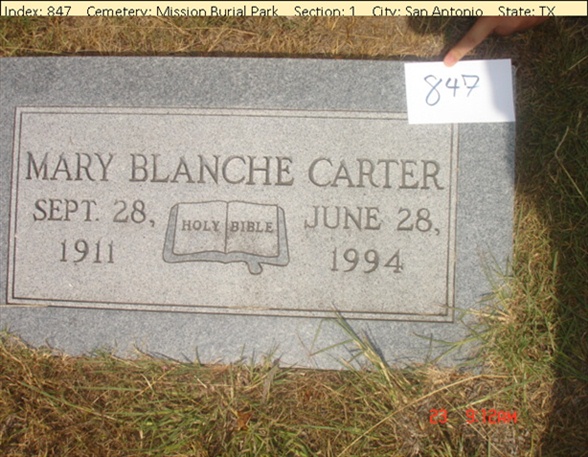 Index: 847 Cemetery: Mission Burial Park Section: 1 City: San Antonio State: TX
847
MARY BLANCHE CARTER
SEPT. 28,
1911
HOLY BIBLE
JUNE 28,
1994